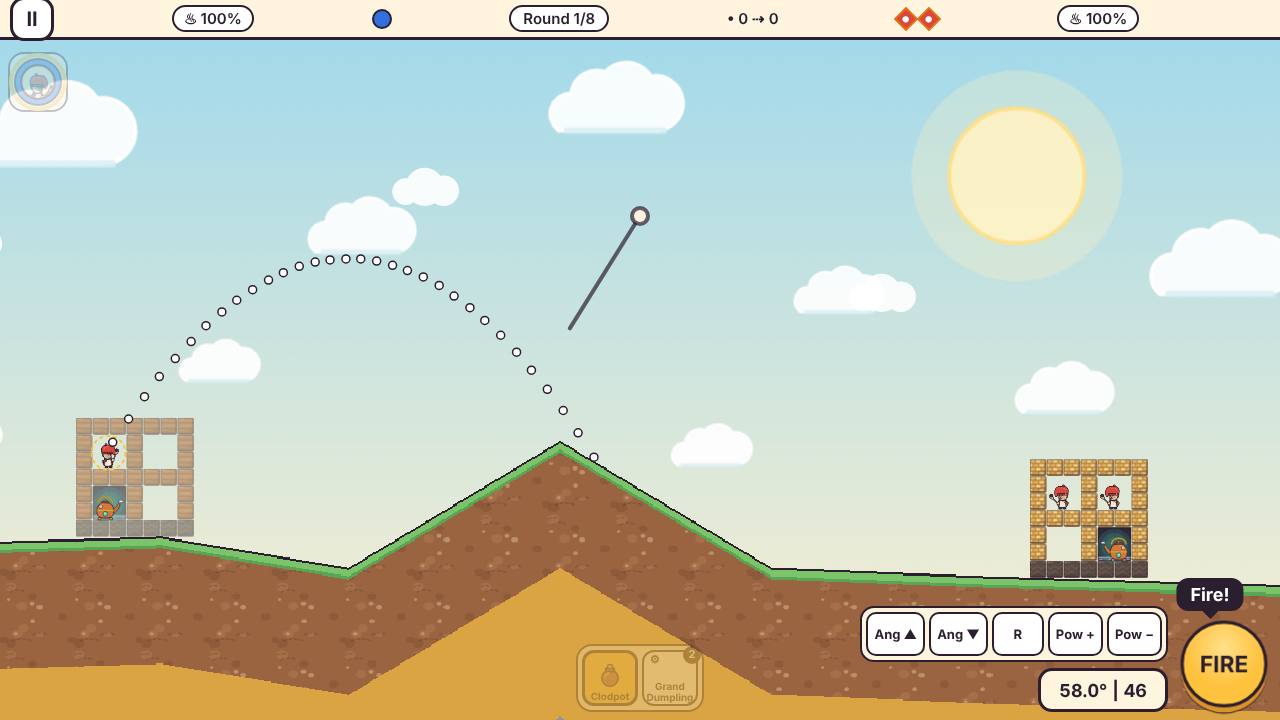 ♨ 100%
Round 1/8
• 0 ⇢ 0
♨ 100%
Fire!
Ang ▲
Ang ▼
R
Pow +
Pow −
FIRE
58.0° | 46
Clodpot
2
Grand
Dumpling